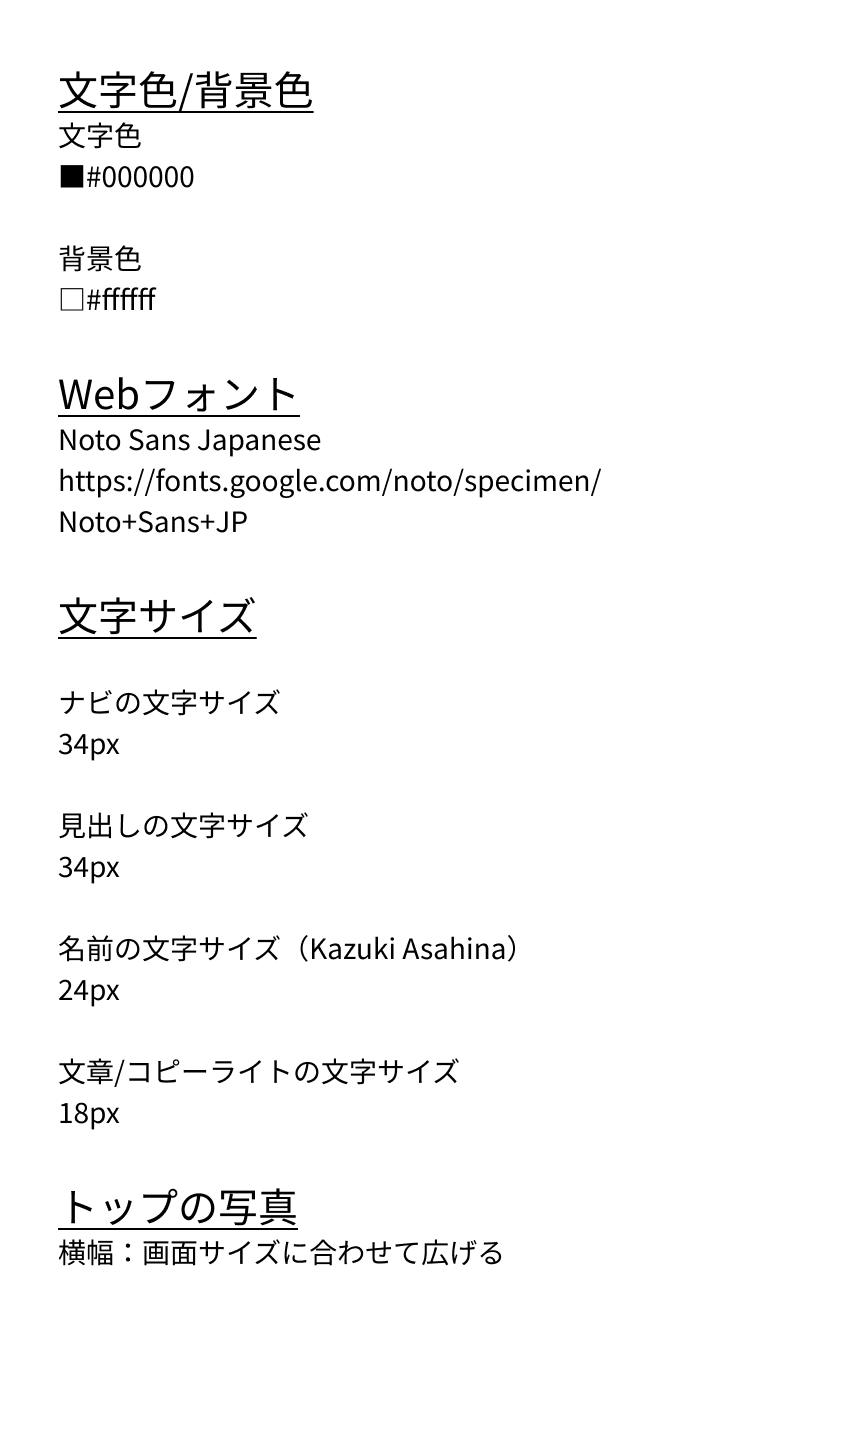 文字色/背景色
文字色
■#000000
背景色
□#ffffff
Webフォント
Noto Sans Japanese
https://fonts.google.com/noto/specimen/
Noto+Sans+JP
文字サイズ
ナビの文字サイズ
34px
見出しの文字サイズ
34px
名前の文字サイズ（Kazuki Asahina）
24px
文章/コピーライトの文字サイズ
18px
トップの写真
横幅：画面サイズに合わせて広げる